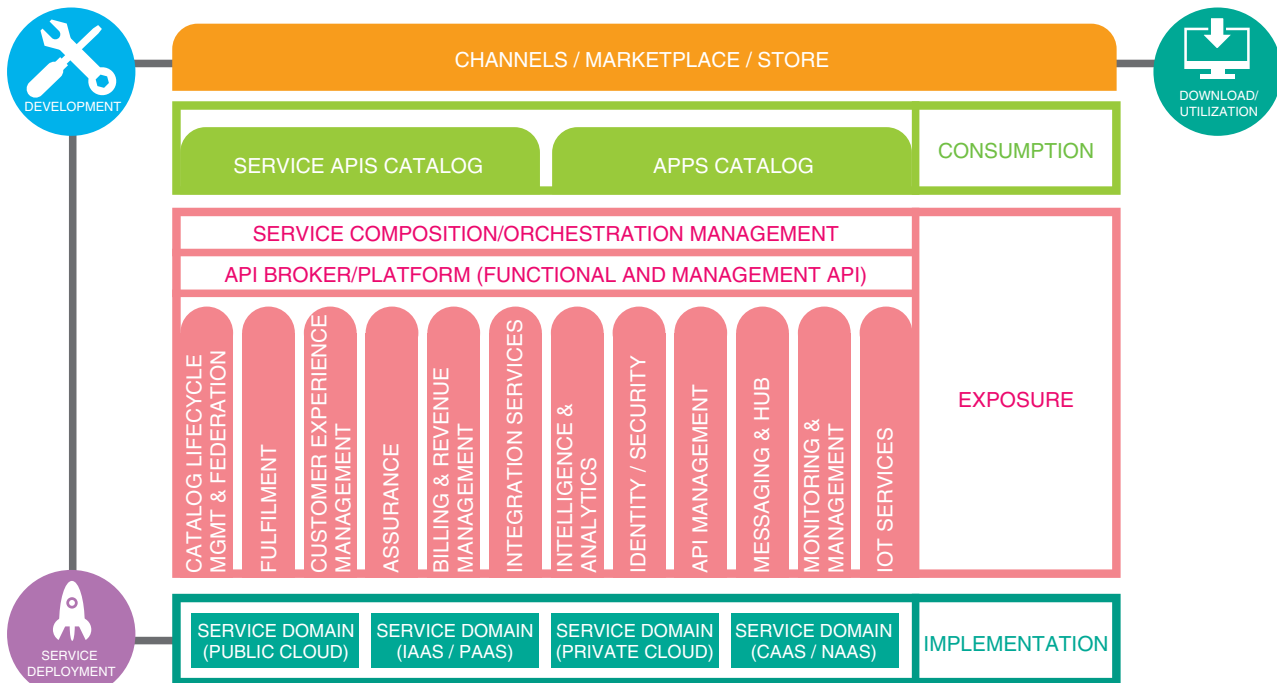 DEVELOPMENT
CHANNELS / MARKETPLACE / STORE
DOWNLOAD/
UTILIZATION
SERVICE APIS CATALOG
APPS CATALOG
CONSUMPTION
SERVICE COMPOSITION/ORCHESTRATION MANAGEMENT
API BROKER/PLATFORM (FUNCTIONAL AND MANAGEMENT API)
CATALOG LIFECYCLE
MGMT & FEDERATION
FULFILMENT
CUSTOMER EXPERIENCE
MANAGEMENT
ASSURANCE
BILLING & REVENUE
MANAGEMENT
INTEGRATION SERVICES
INTELLIGENCE &
ANALYTICS
IDENTITY / SECURITY
API MANAGEMENT
MESSAGING & HUB
MONITORING &
MANAGEMENT
IOT SERVICES
EXPOSURE
SERVICE
DEPLOYMENT
SERVICE DOMAIN
(PUBLIC CLOUD)
SERVICE DOMAIN
(IAAS / PAAS)
SERVICE DOMAIN
(PRIVATE CLOUD)
SERVICE DOMAIN
(CAAS / NAAS)
IMPLEMENTATION